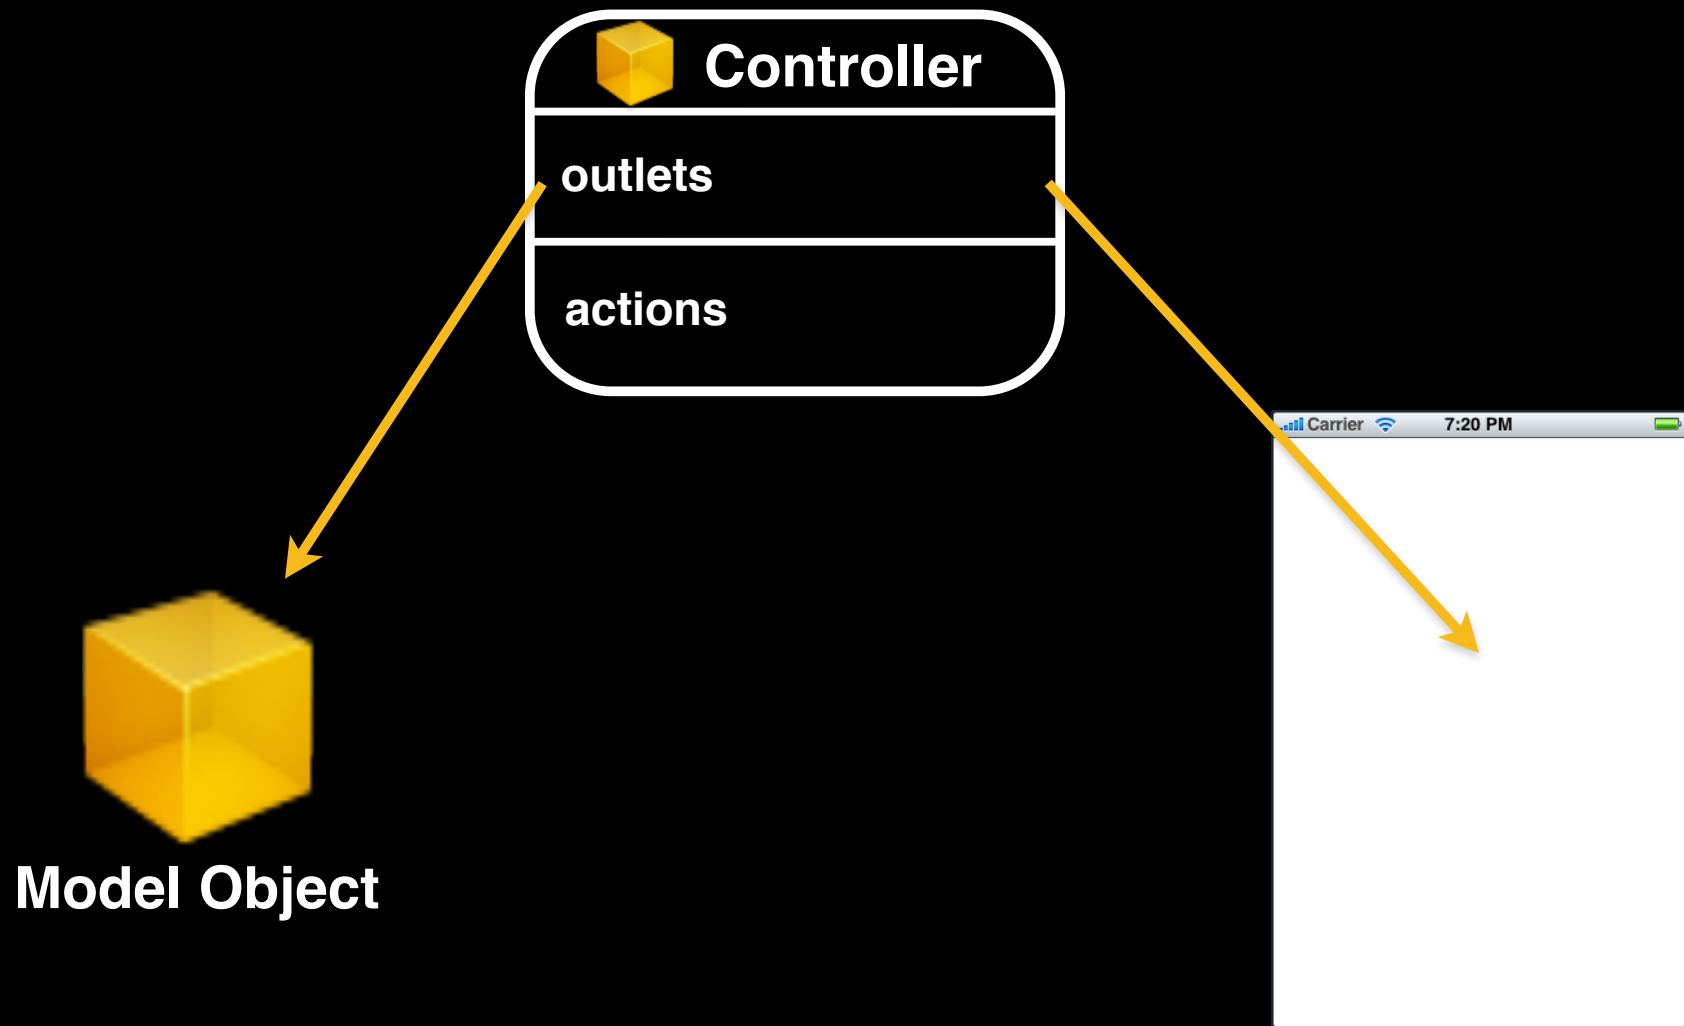 Controller
outlets
actions
Carrier 7:20 PM
Model Object